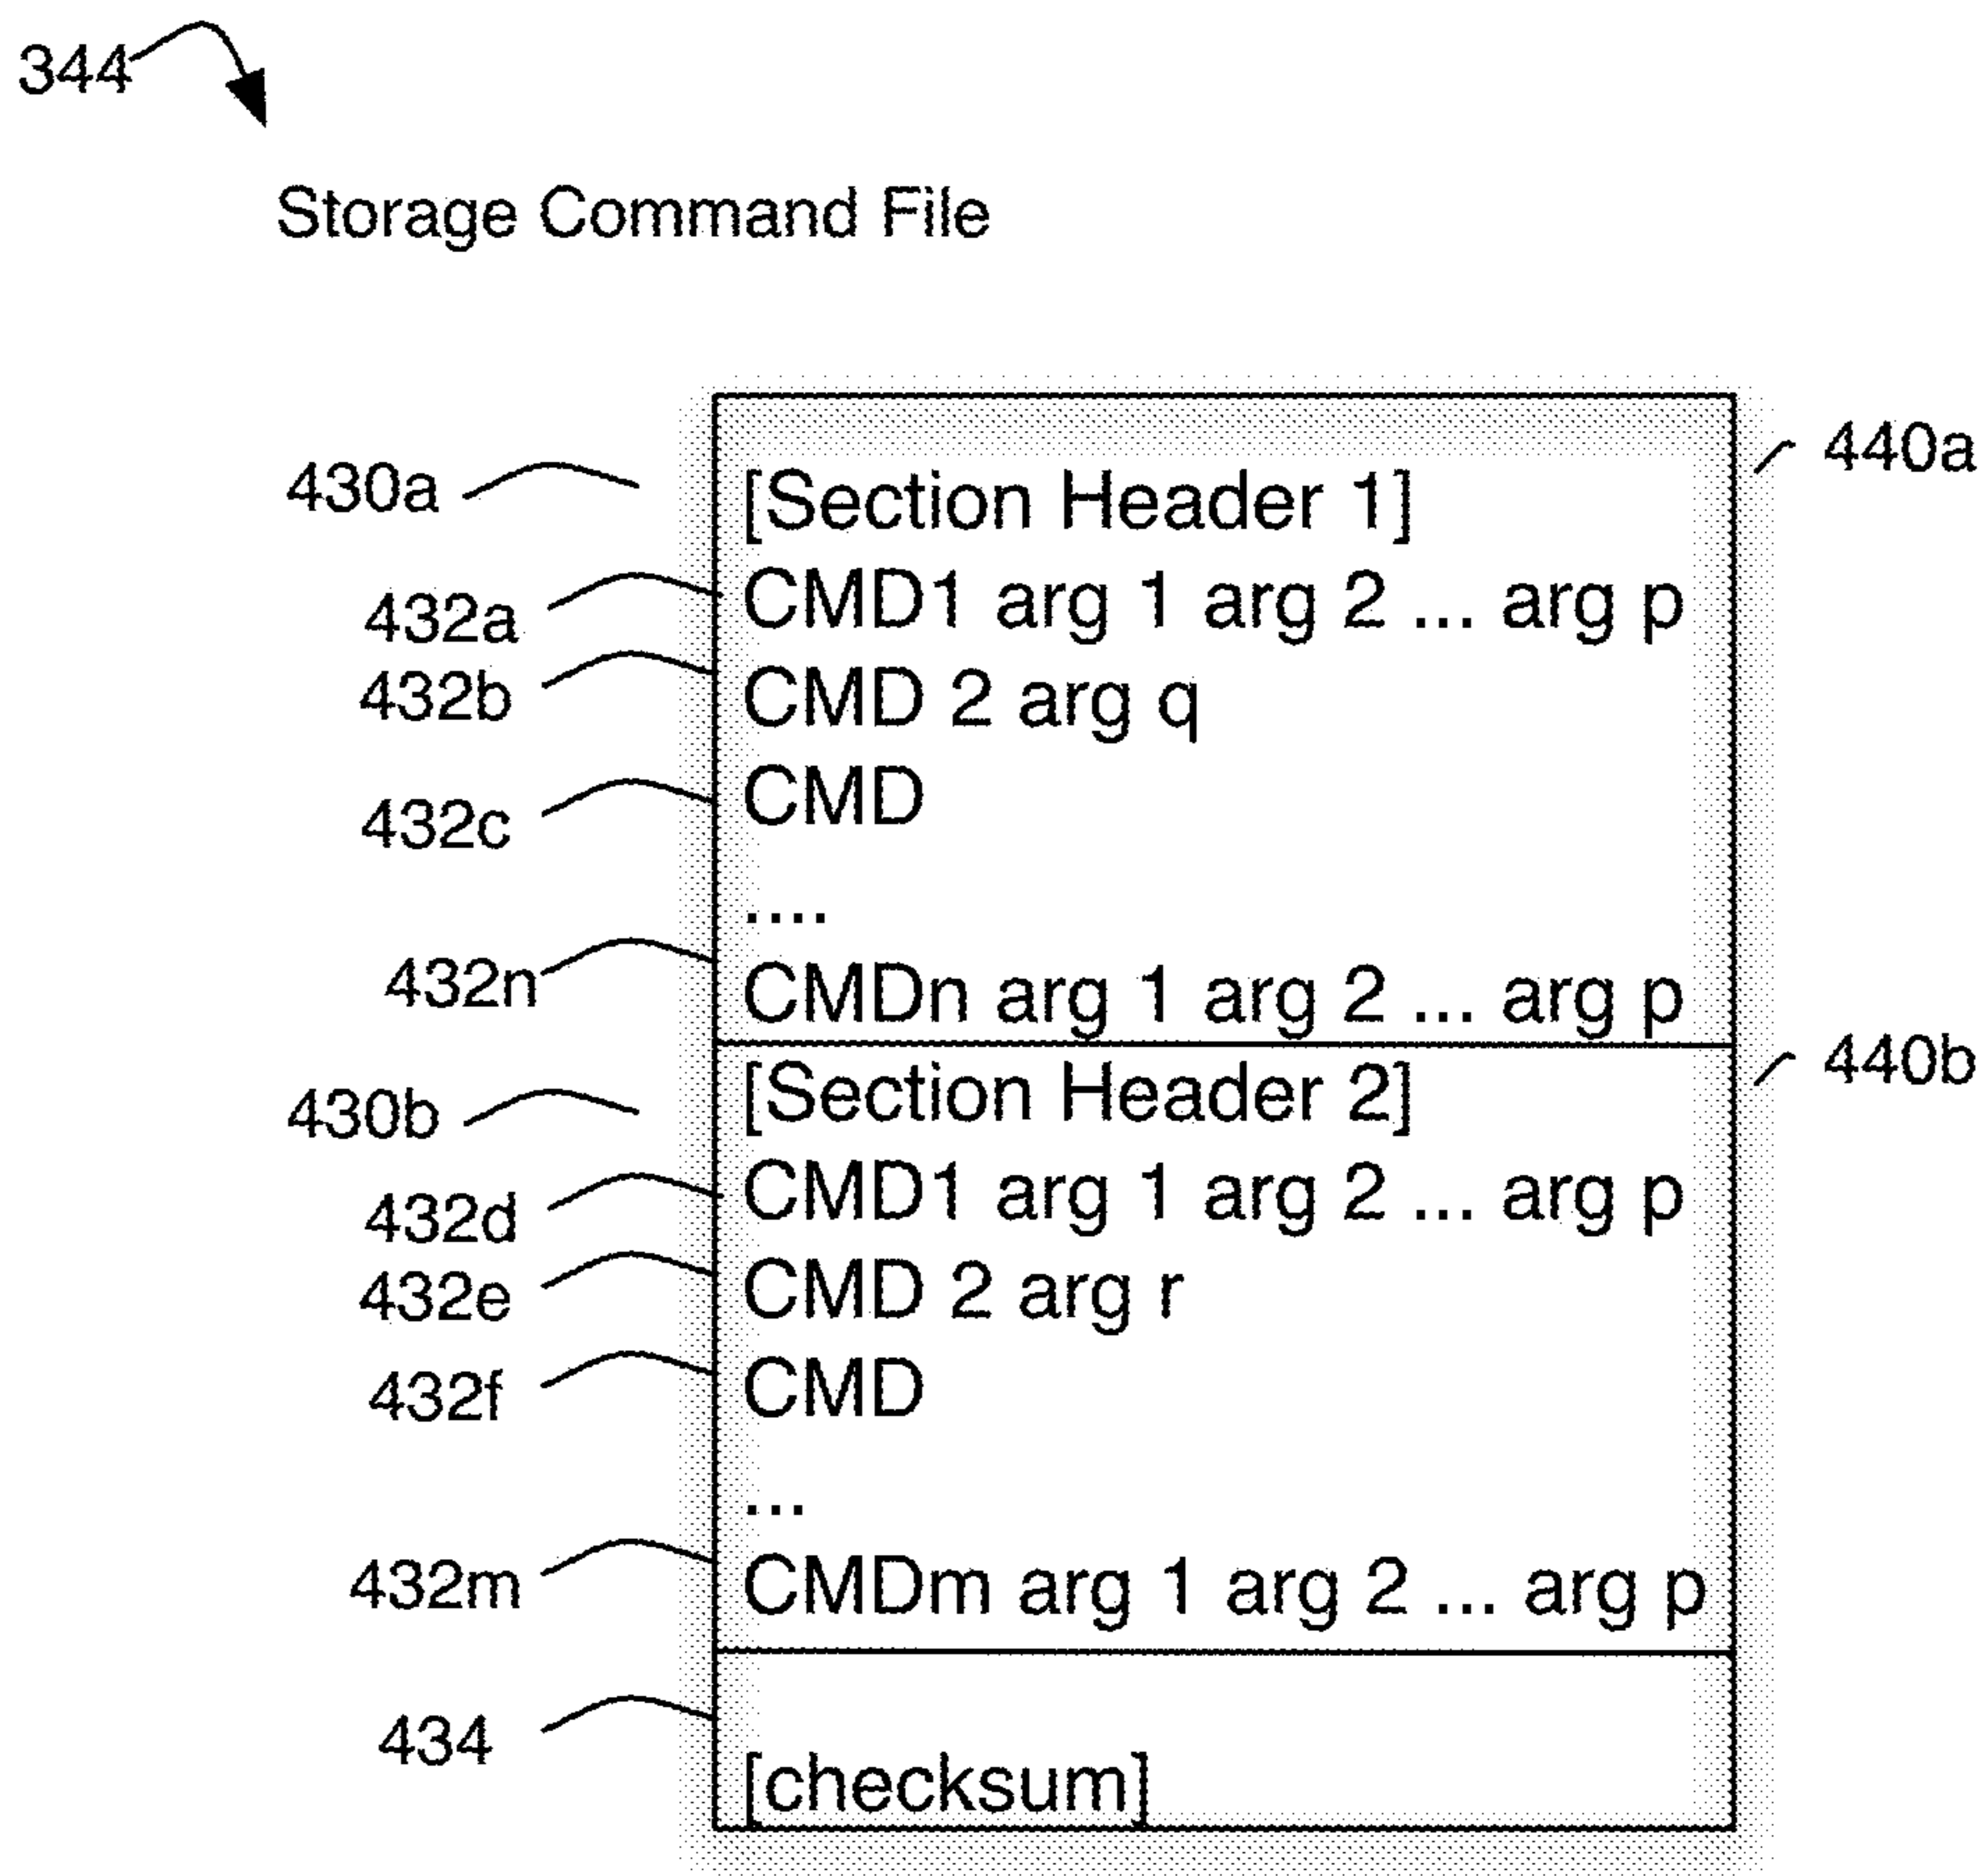 344
Storage Command File
430a [Section Header 1] 440a
432a CMD1 arg 1 arg 2 ... arg p
432b CMD 2 arg q
432c CMD
....
432n CMDn arg 1 arg 2 ... arg p
430b [Section Header 2] 440b
432d CMD1 arg 1 arg 2 ... arg p
432e CMD 2 arg r
432f CMD
...
432m CMDm arg 1 arg 2 ... arg p
434 [checksum]